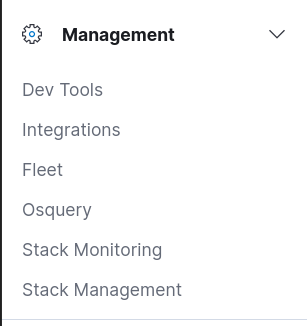 Management
Dev Tools
Integrations
Fleet
Osquery
Stack Monitoring
Stack Management